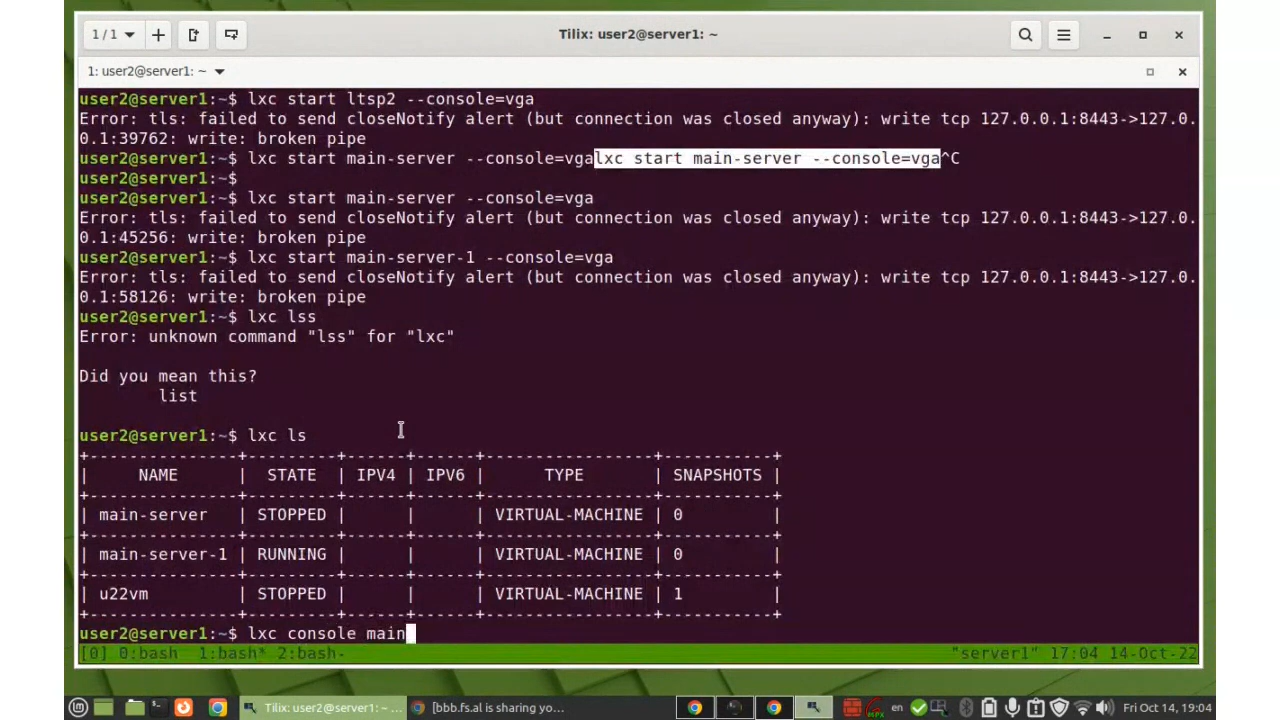 1 / 1
Tilix: user2@server1: ~
1: user2@server1: ~
user2@server1:~$ lxc start ltsp2 --console=vga
Error: tls: failed to send closeNotify alert (but connection was closed anyway): write tcp 127.0.0.1:8443->127.0.
0.1:39762: write: broken pipe
user2@server1:~$ lxc start main-server --console=vgalxc start main-server --console=vga^C
user2@server1:~$
user2@server1:~$ lxc start main-server --console=vga
Error: tls: failed to send closeNotify alert (but connection was closed anyway): write tcp 127.0.0.1:8443->127.0.
0.1:45256: write: broken pipe
user2@server1:~$ lxc start main-server-1 --console=vga
Error: tls: failed to send closeNotify alert (but connection was closed anyway): write tcp 127.0.0.1:8443->127.0.
0.1:58126: write: broken pipe
user2@server1:~$ lxc lss
Error: unknown command "lss" for "lxc"
Did you mean this?
list
user2@server1:~$ lxc ls
+---------------+---------+------+------+-----------------+-----------+
| NAME | STATE | IPV4 | IPV6 | TYPE | SNAPSHOTS |
+---------------+---------+------+------+-----------------+-----------+
| main-server | STOPPED | | | VIRTUAL-MACHINE | 0 |
+---------------+---------+------+------+-----------------+-----------+
| main-server-1 | RUNNING | | | VIRTUAL-MACHINE | 0 |
+---------------+---------+------+------+-----------------+-----------+
| u22vm | STOPPED | | | VIRTUAL-MACHINE | 1 |
+---------------+---------+------+------+-----------------+-----------+
user2@server1:~$ lxc console main
[0] 0:bash 1:bash* 2:bash- "server1" 17:04 14-Oct-22
Tilix: user2@server1: ~ ... [bbb.fs.al is sharing yo... en Fri Oct 14, 19:04